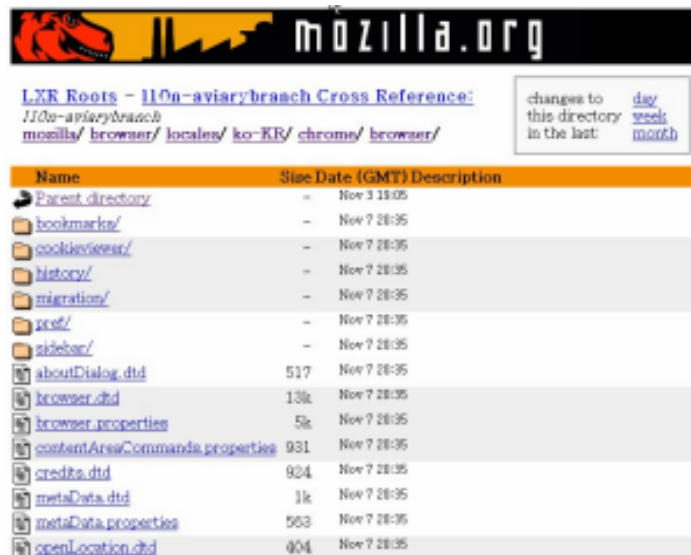 mozilla.org
LXR Roots - l10n-aviarybranch Cross Reference:
l10n-aviarybranch
mozilla/ browser/ locales/ ko-KR/ chrome/ browser/
changes to this directory in the last:
day
week
month
Name Size Date (GMT) Description
Parent directory - Nov 3 19:05
bookmarks/ - Nov 7 20:35
cookieviewer/ - Nov 7 20:35
history/ - Nov 7 20:35
migration/ - Nov 7 20:35
pref/ - Nov 7 20:35
sidebar/ - Nov 7 20:35
aboutDialog.dtd 517 Nov 7 20:35
browser.dtd 13k Nov 7 20:35
browser.properties 5k Nov 7 20:35
contentAreaCommands.properties 931 Nov 7 20:35
credits.dtd 924 Nov 7 20:35
metaData.dtd 1k Nov 7 20:35
metaData.properties 563 Nov 7 20:35
openLocation.dtd 404 Nov 7 20:35